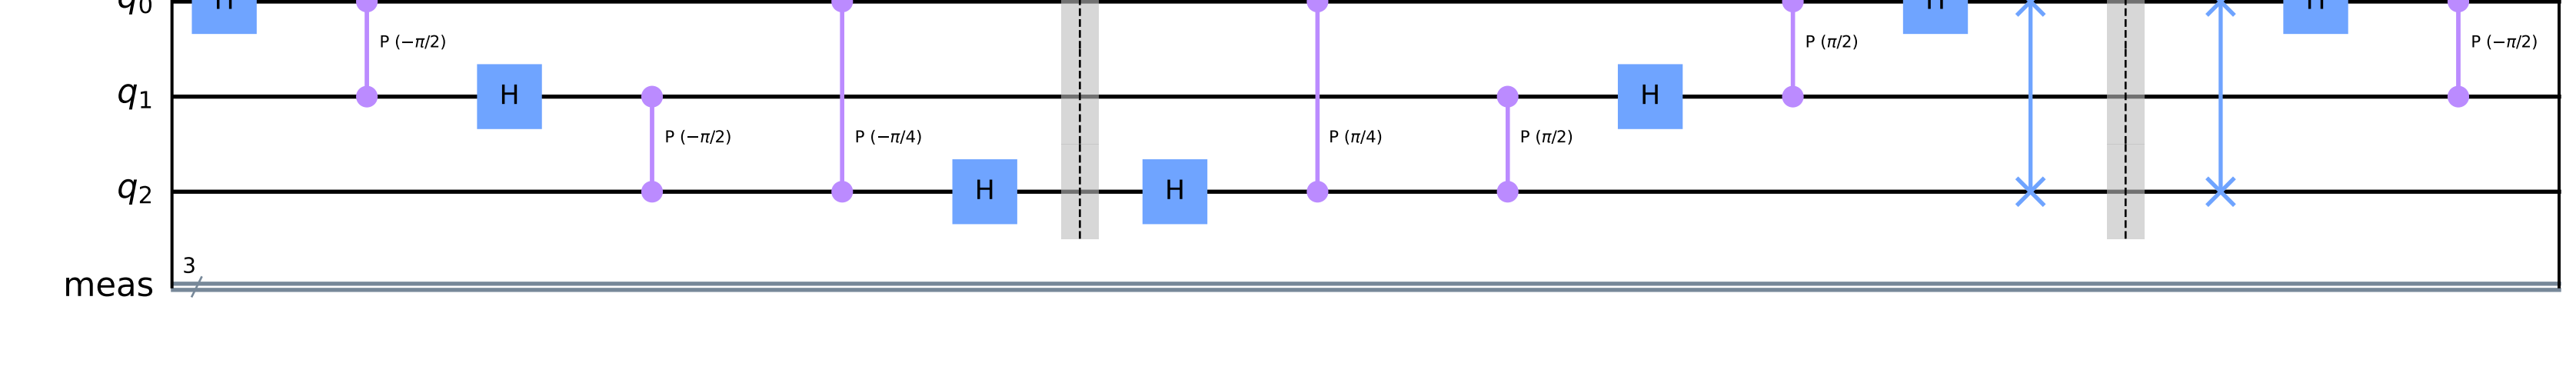 q0 H H H
P (−π/2) P (π/2) P (−π/2)
q1 H H
P (−π/2) P (−π/4) P (π/4) P (π/2)
q2 H H
3
meas